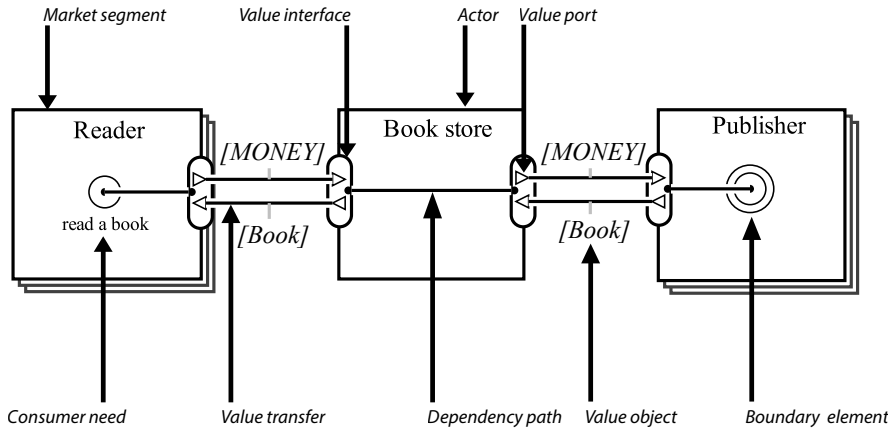 Market segment
Value interface
Actor
Value port
Reader
Book store
Publisher
[MONEY]
[MONEY]
read a book
[Book]
[Book]
Consumer need
Value transfer
Dependency path
Value object
Boundary element